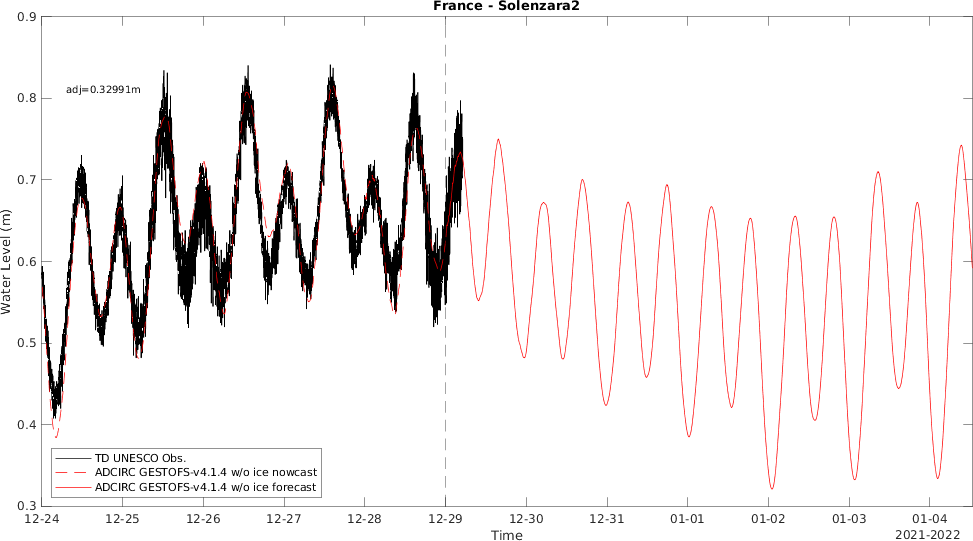 France - Solenzara2
0.9
0.8
0.7
0.6
0.5
0.4
0.3
Water Level (m)
adj=0.32991m
TD UNESCO Obs.
ADCIRC GESTOFS-v4.1.4 w/o ice nowcast
ADCIRC GESTOFS-v4.1.4 w/o ice forecast
12-24 12-25 12-26 12-27 12-28 12-29 12-30 12-31 01-01 01-02 01-03 01-04
Time
2021-2022